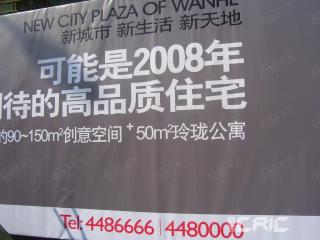 NEW CITY PLAZA OF WANHE
新城市 新生活 新天地
可能是2008年
期待的高品质住宅
约90~150m²创意空间 + 50m²玲珑公寓
Tel: 4486666 | 4480000
CRIC